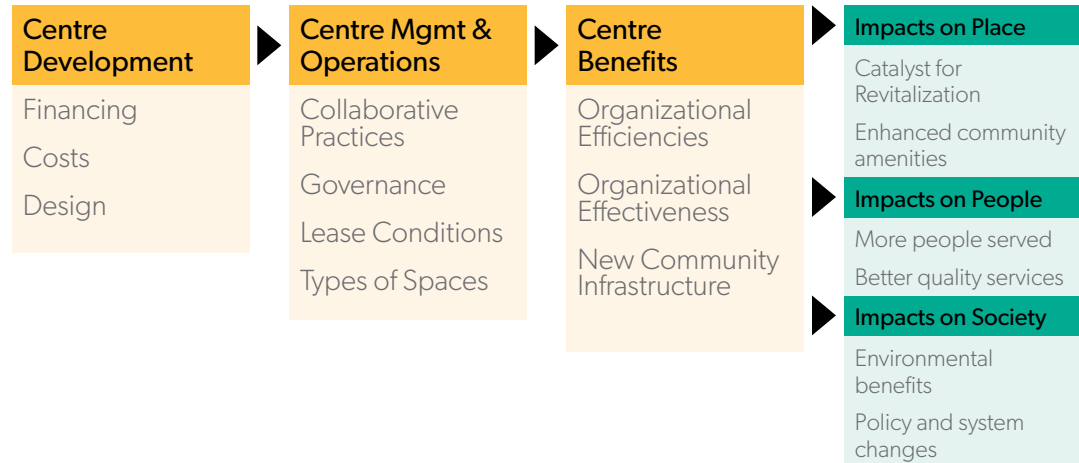 Centre
Development
Financing
Costs
Design
Centre Mgmt &
Operations
Collaborative
Practices
Governance
Lease Conditions
Types of Spaces
Centre
Benefits
Organizational
Efficiencies
Organizational
Effectiveness
New Community
Infrastructure
Impacts on Place
Catalyst for
Revitalization
Enhanced community
amenities
Impacts on People
More people served
Better quality services
Impacts on Society
Environmental
benefits
Policy and system
changes